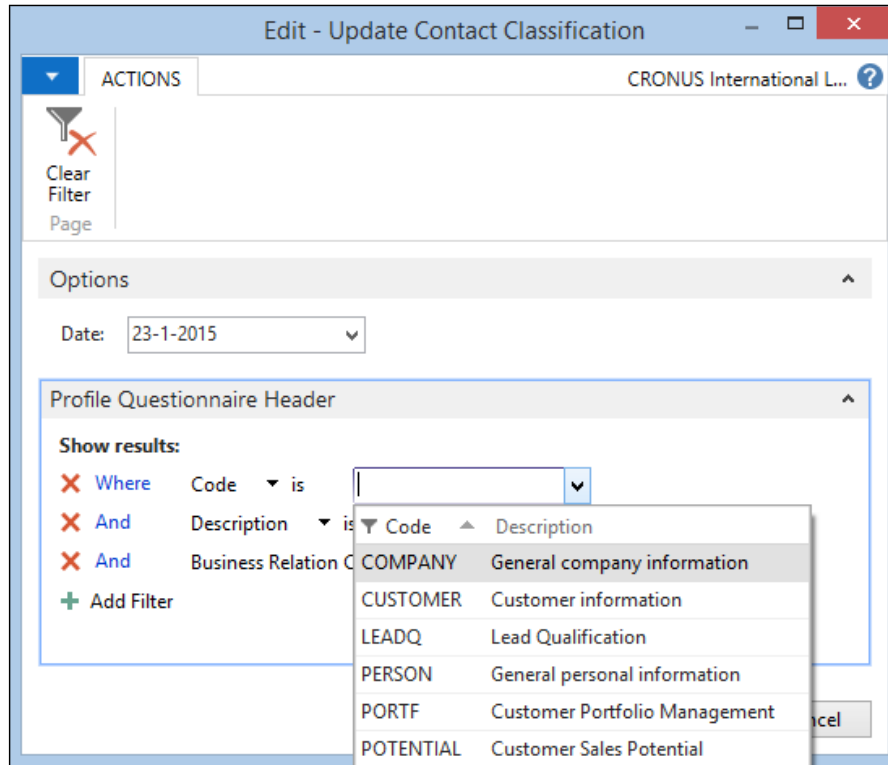 Edit - Update Contact Classification
ACTIONS
CRONUS International L... ?
Clear
Filter
Page
Options
Date: 23-1-2015
Profile Questionnaire Header
Show results:
Where Code is
And Description
And Business Relation
Add Filter
Code Description
COMPANY General company information
CUSTOMER Customer information
LEADQ Lead Qualification
PERSON General personal information
PORTF Customer Portfolio Management
POTENTIAL Customer Sales Potential